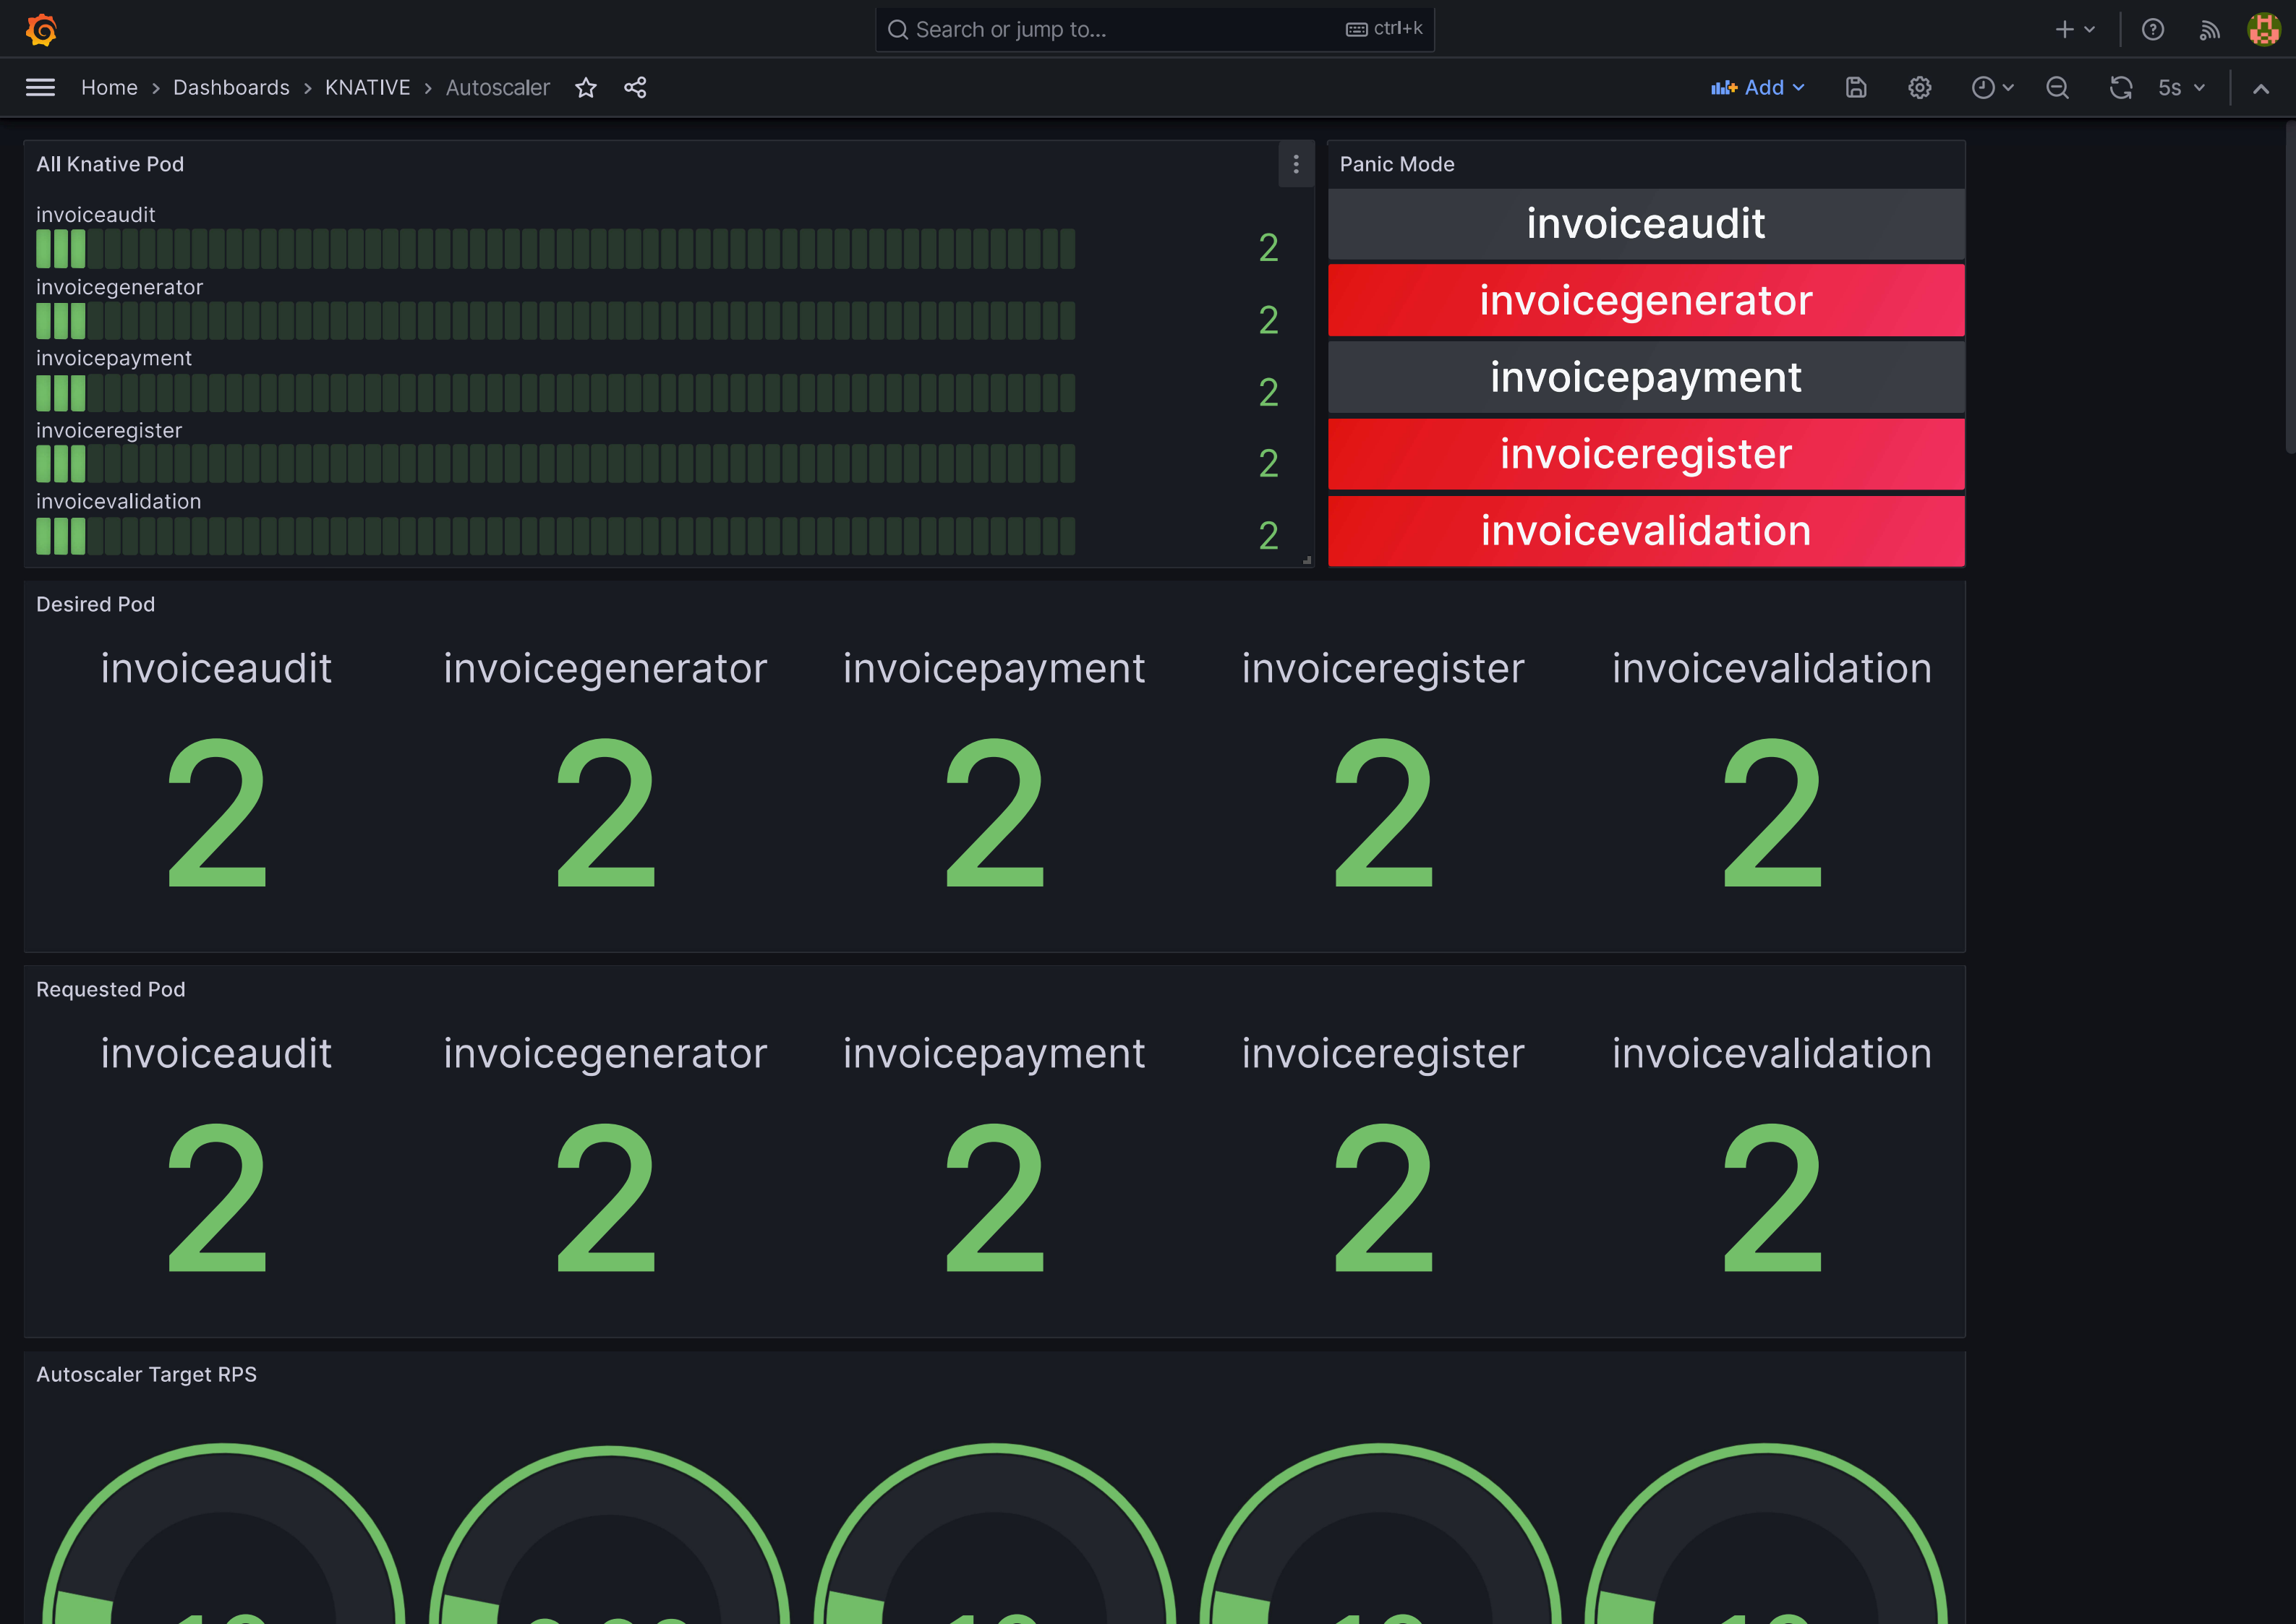 Search or jump to...
ctrl+k
Home
Dashboards
KNATIVE
Autoscaler
Add
5s
All Knative Pod
invoiceaudit
2
invoicegenerator
2
invoicepayment
2
invoiceregister
2
invoicevalidation
2
Panic Mode
invoiceaudit
invoicegenerator
invoicepayment
invoiceregister
invoicevalidation
Desired Pod
invoiceaudit invoicegenerator invoicepayment invoiceregister invoicevalidation
2 2 2 2 2
Requested Pod
invoiceaudit invoicegenerator invoicepayment invoiceregister invoicevalidation
2 2 2 2 2
Autoscaler Target RPS